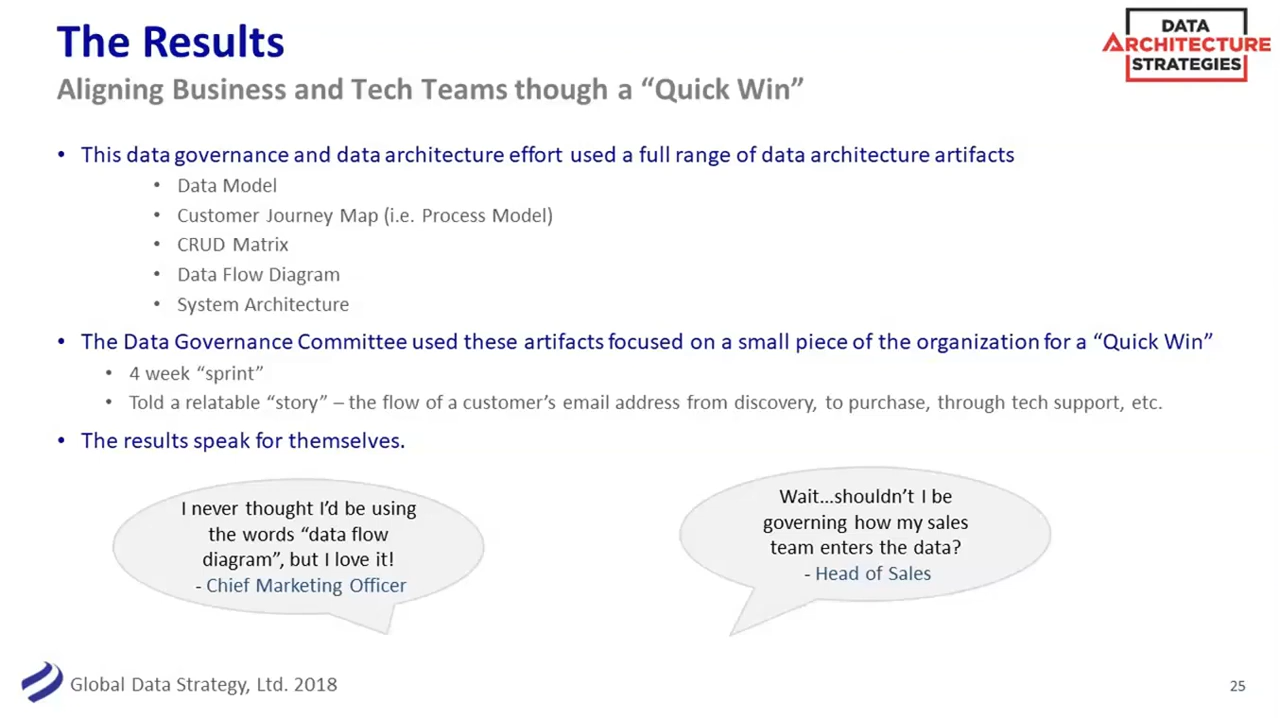 The Results
DATA
ARCHITECTURE
STRATEGIES
Aligning Business and Tech Teams though a “Quick Win”
• This data governance and data architecture effort used a full range of data architecture artifacts
• Data Model
• Customer Journey Map (i.e. Process Model)
• CRUD Matrix
• Data Flow Diagram
• System Architecture
• The Data Governance Committee used these artifacts focused on a small piece of the organization for a “Quick Win”
• 4 week “sprint”
• Told a relatable “story” – the flow of a customer’s email address from discovery, to purchase, through tech support, etc.
• The results speak for themselves.
I never thought I’d be using
the words “data flow
diagram”, but I love it!
- Chief Marketing Officer
Wait…shouldn’t I be
governing how my sales
team enters the data?
- Head of Sales
Global Data Strategy, Ltd. 2018
25